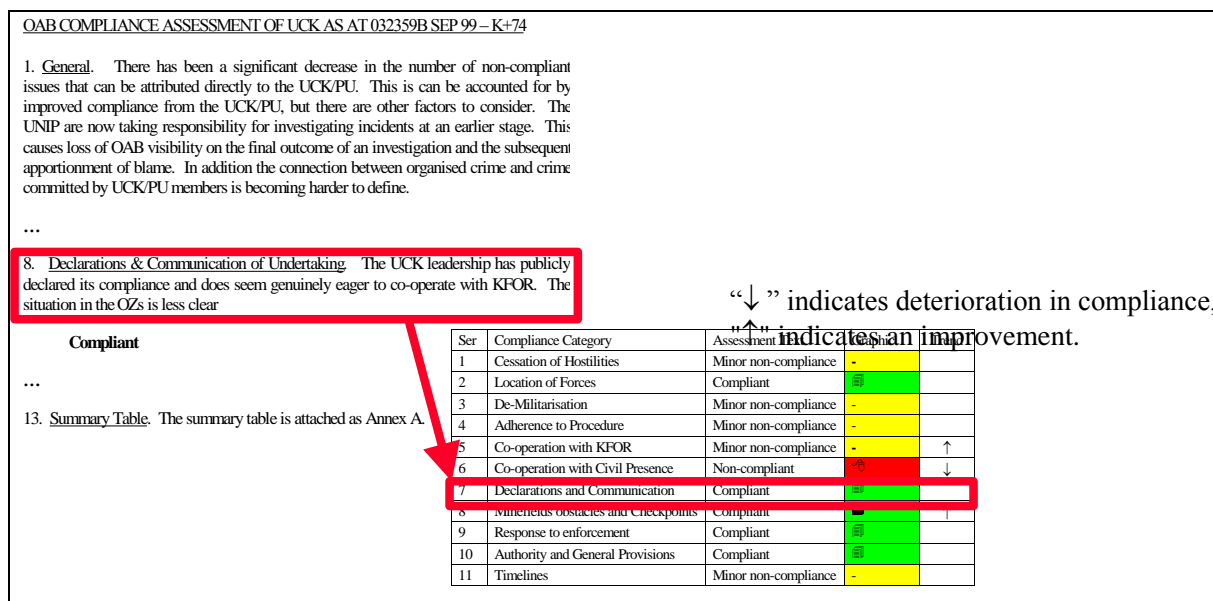 OAB COMPLIANCE ASSESSMENT OF UCK AS AT 032359B SEP 99 – K+74
1. General. There has been a significant decrease in the number of non-compliant
issues that can be attributed directly to the UCK/PU. This is can be accounted for by
improved compliance from the UCK/PU, but there are other factors to consider. The
UNIP are now taking responsibility for investigating incidents at an earlier stage. This
causes loss of OAB visibility on the final outcome of an investigation and the subsequent
apportionment of blame. In addition the connection between organised crime and crime
committed by UCK/PU members is becoming harder to define.
...
8. Declarations & Communication of Undertaking. The UCK leadership has publicly
declared its compliance and does seem genuinely eager to co-operate with KFOR. The
situation in the OZs is less clear
Compliant
...
13. Summary Table. The summary table is attached as Annex A.
“↓ ” indicates deterioration in compliance,
"↑" indicates an improvement.
Ser Compliance Category Assessment Text Graphic Trend
1 Cessation of Hostilities Minor non-compliance -
2 Location of Forces Compliant
3 De-Militarisation Minor non-compliance -
4 Adherence to Procedure Minor non-compliance -
5 Co-operation with KFOR Minor non-compliance - ↑
6 Co-operation with Civil Presence Non-compliant ↓
7 Declarations and Communication Compliant
8 Minefields obstacles and Checkpoints Compliant ↑
9 Response to enforcement Compliant
10 Authority and General Provisions Compliant
11 Timelines Minor non-compliance -